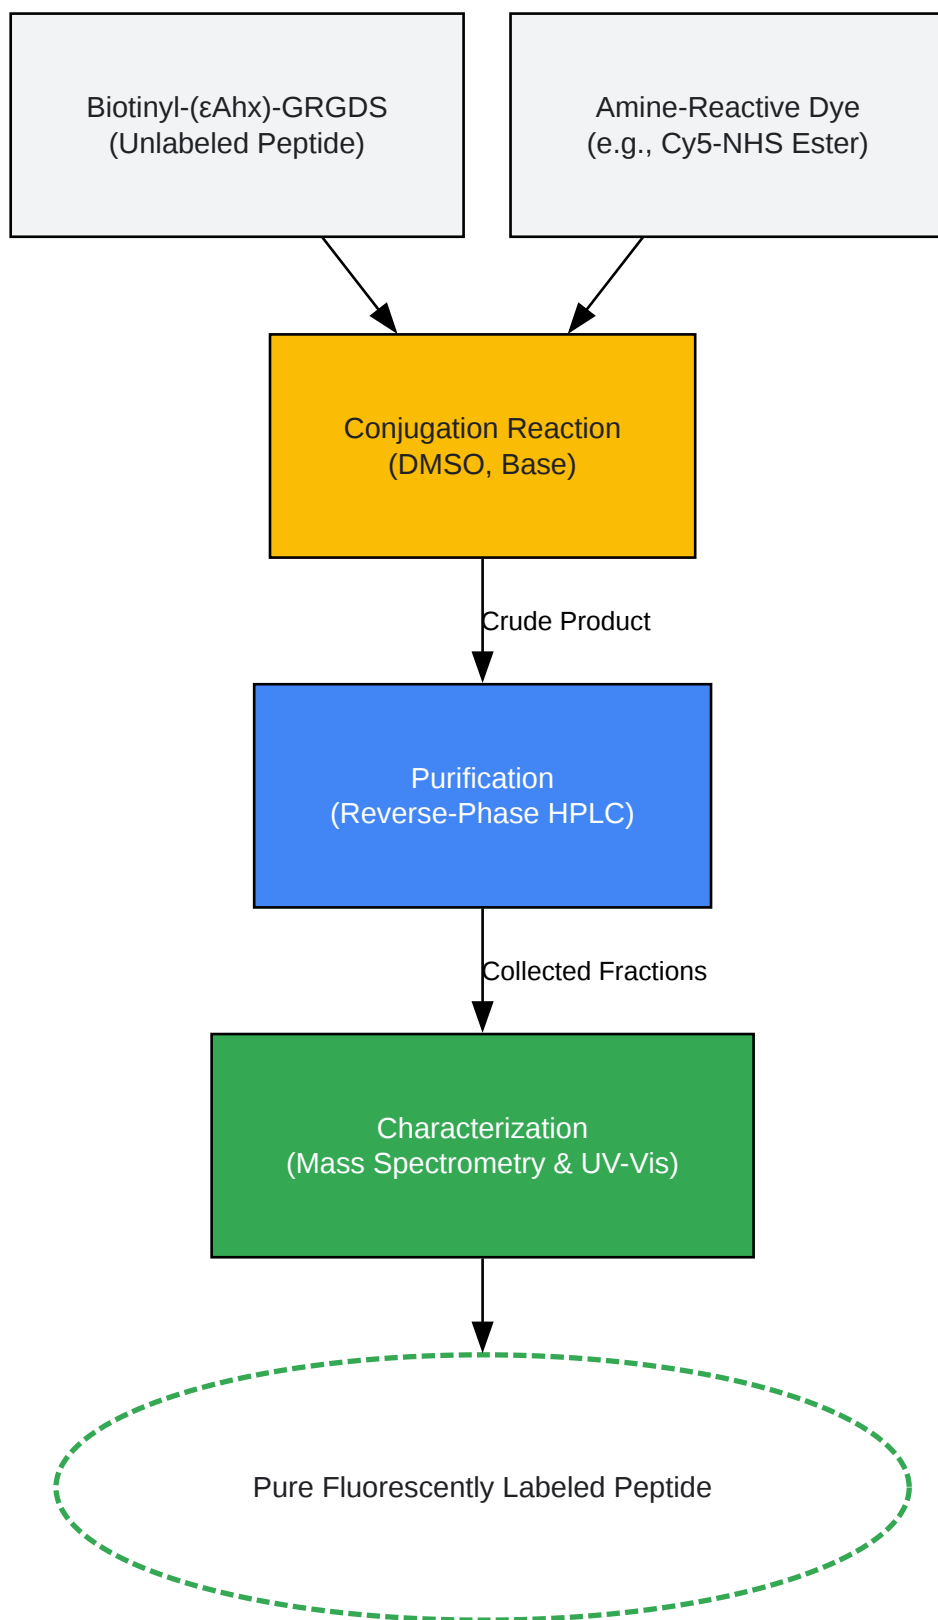 Biotinyl-(εAhx)-GRGDS
(Unlabeled Peptide)
Amine-Reactive Dye
(e.g., Cy5-NHS Ester)
Conjugation Reaction
(DMSO, Base)
Crude Product
Purification
(Reverse-Phase HPLC)
Collected Fractions
Characterization
(Mass Spectrometry & UV-Vis)
Pure Fluorescently Labeled Peptide